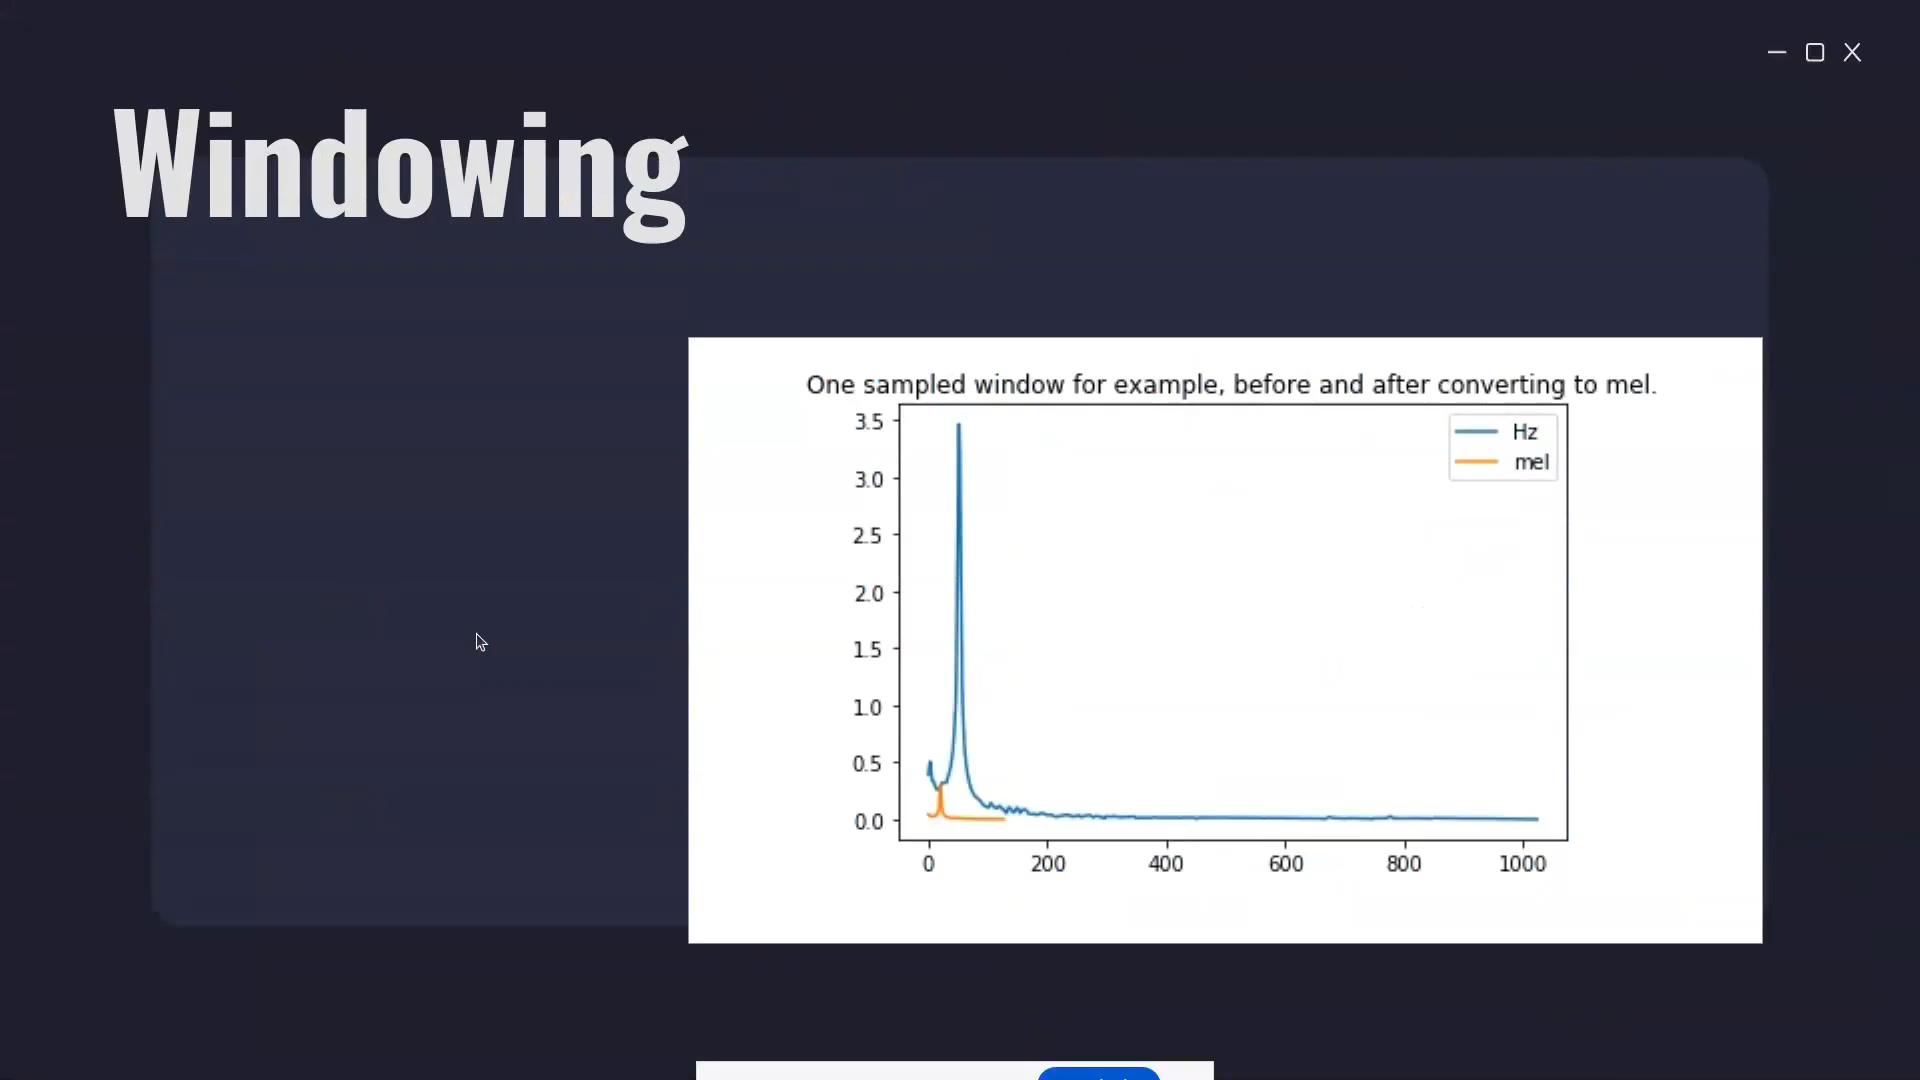 Windowing
One sampled window for example, before and after converting to mel.
3.5
3.0
2.5
2.0
1.5
1.0
0.5
0.0
Hz
mel
0 200 400 600 800 1000